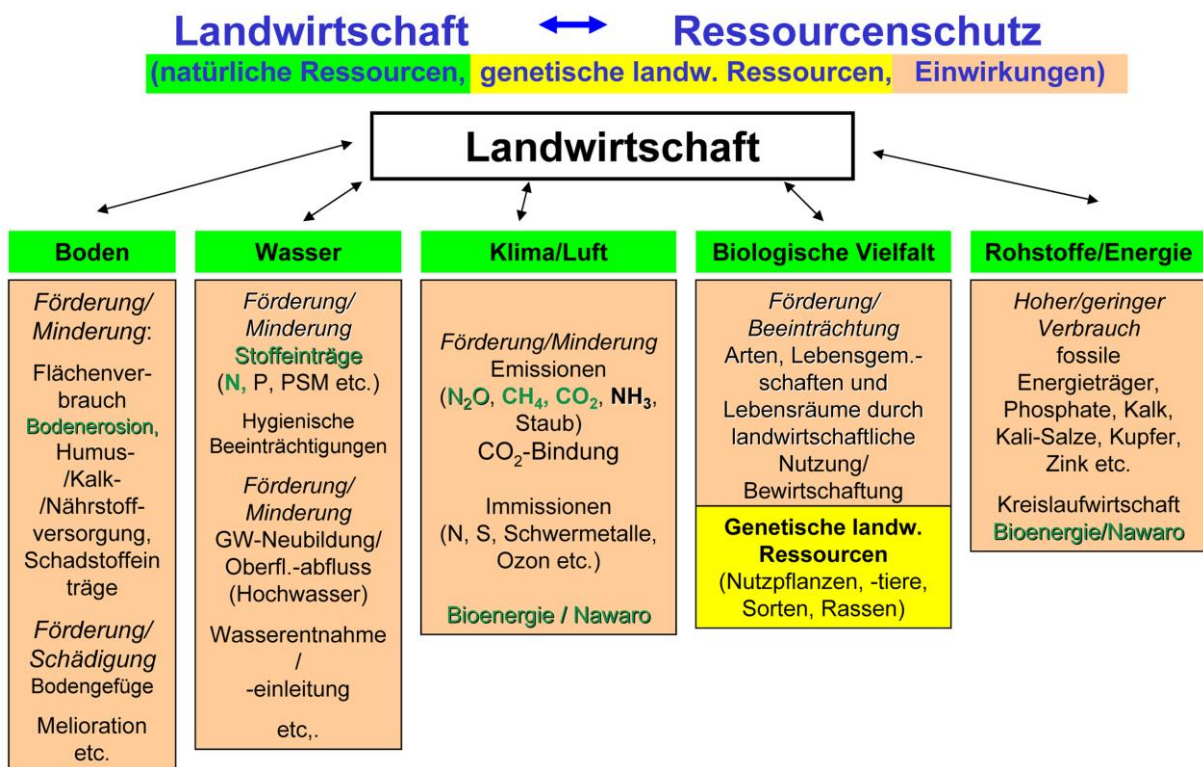 Landwirtschaft ↔ Ressourcenschutz
(natürliche Ressourcen, genetische landw. Ressourcen, Einwirkungen)
Landwirtschaft
Boden
Förderung/
Minderung:
Flächenver-
brauch
Bodenerosion,
Humus-
/Kalk-
/Nährstoff-
versorgung,
Schadstoffein
träge
Förderung/
Schädigung
Bodengefüge
Melioration
etc.
Wasser
Förderung/
Minderung
Stoffeinträge
(N, P, PSM etc.)
Hygienische
Beeinträchtigungen
Förderung/
Minderung
GW-Neubildung/
Oberfl.-abfluss
(Hochwasser)
Wasserentnahme
/
-einleitung
etc,.
Klima/Luft
Förderung/Minderung
Emissionen
(N₂O, CH₄, CO₂, NH₃,
Staub)
CO₂-Bindung
Immissionen
(N, S, Schwermetalle,
Ozon etc.)
Bioenergie / Nawaro
Biologische Vielfalt
Förderung/
Beeinträchtung
Arten, Lebensgem.-
schaften und
Lebensräume durch
landwirtschaftliche
Nutzung/
Bewirtschaftung
Genetische landw.
Ressourcen
(Nutzpflanzen, -tiere,
Sorten, Rassen)
Rohstoffe/Energie
Hoher/geringer
Verbrauch
fossile
Energieträger,
Phosphate, Kalk,
Kali-Salze, Kupfer,
Zink etc.
Kreislaufwirtschaft
Bioenergie/Nawaro